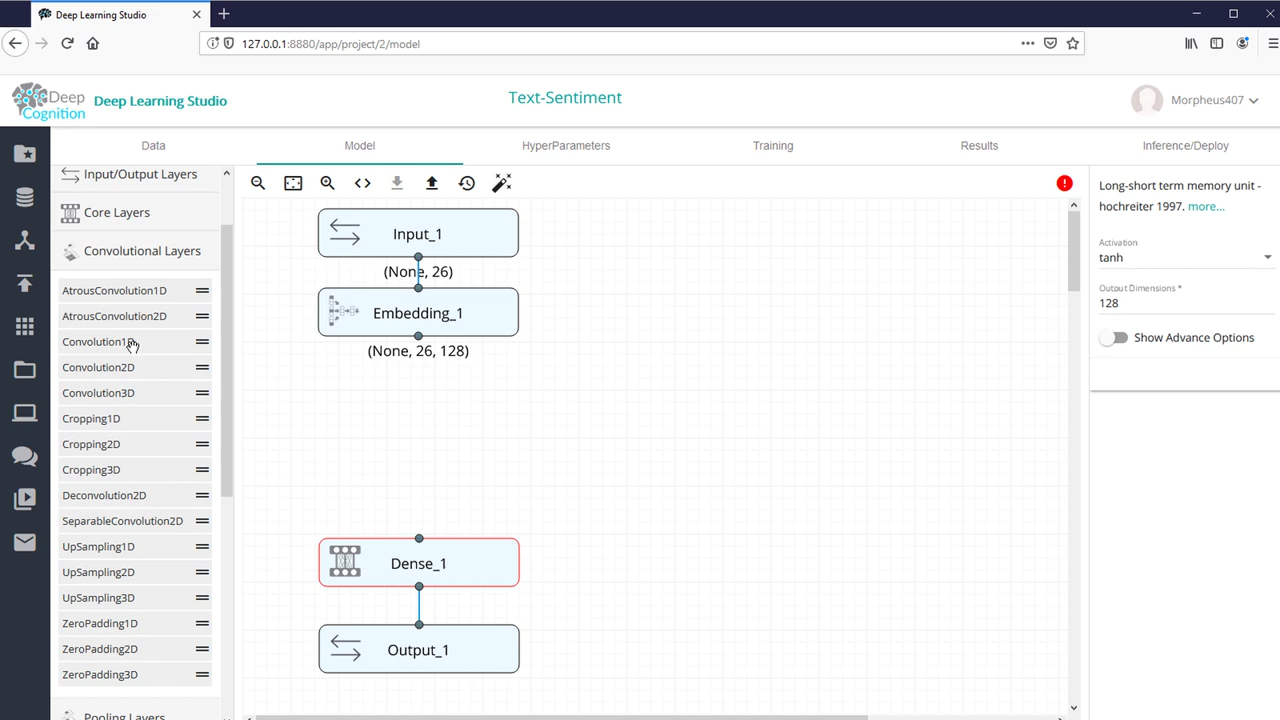 Deep Learning Studio
127.0.0.1:8880/app/project/2/model
Deep
Cognition
Deep Learning Studio
Text-Sentiment
Morpheus407
Data
Model
HyperParameters
Training
Results
Inference/Deploy
Input/Output Layers
Core Layers
Convolutional Layers
AtrousConvolution1D
AtrousConvolution2D
Convolution1D
Convolution2D
Convolution3D
Cropping1D
Cropping2D
Cropping3D
Deconvolution2D
SeparableConvolution2D
UpSampling1D
UpSampling2D
UpSampling3D
ZeroPadding1D
ZeroPadding2D
ZeroPadding3D
Pooling Layers
Input_1
(None, 26)
Embedding_1
(None, 26, 128)
Dense_1
Output_1
Long-short term memory unit -
hochreiter 1997. more...
Activation
tanh
Output Dimensions *
128
Show Advance Options